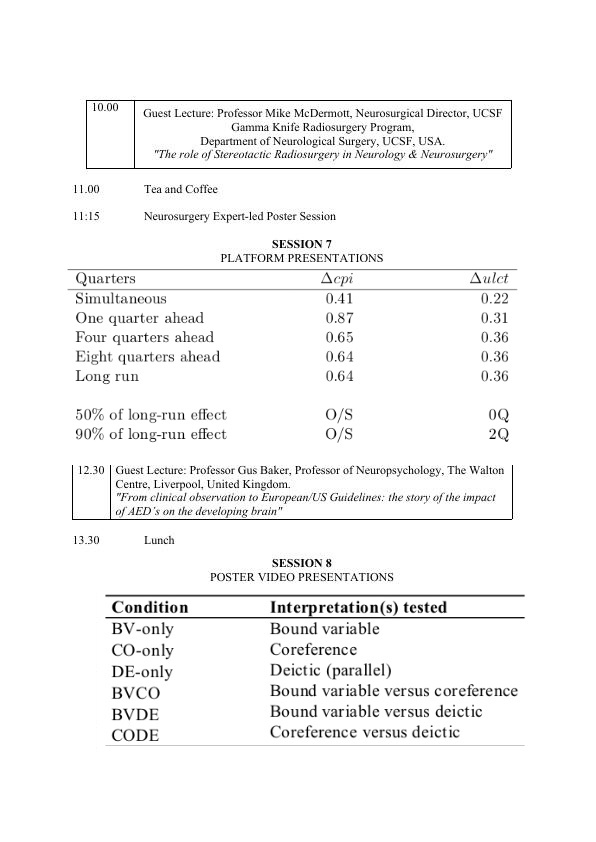 10.00 Guest Lecture: Professor Mike McDermott, Neurosurgical Director, UCSF
Gamma Knife Radiosurgery Program,
Department of Neurological Surgery, UCSF, USA.
"The role of Stereotactic Radiosurgery in Neurology & Neurosurgery"
11.00 Tea and Coffee
11:15 Neurosurgery Expert-led Poster Session
SESSION 7
PLATFORM PRESENTATIONS
Quarters Δcpi Δulct
Simultaneous 0.41 0.22
One quarter ahead 0.87 0.31
Four quarters ahead 0.65 0.36
Eight quarters ahead 0.64 0.36
Long run 0.64 0.36
50% of long-run effect O/S 0Q
90% of long-run effect O/S 2Q
12.30 Guest Lecture: Professor Gus Baker, Professor of Neuropsychology, The Walton
Centre, Liverpool, United Kingdom.
"From clinical observation to European/US Guidelines: the story of the impact
of AED's on the developing brain"
13.30 Lunch
SESSION 8
POSTER VIDEO PRESENTATIONS
Condition Interpretation(s) tested
BV-only Bound variable
CO-only Coreference
DE-only Deictic (parallel)
BVCO Bound variable versus coreference
BVDE Bound variable versus deictic
CODE Coreference versus deictic